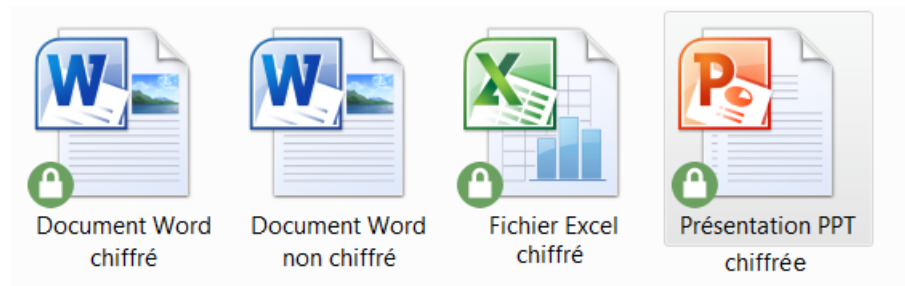 W
Document Word
chiffré
W
Document Word
non chiffré
X
Fichier Excel
chiffré
P
Présentation PPT
chiffrée